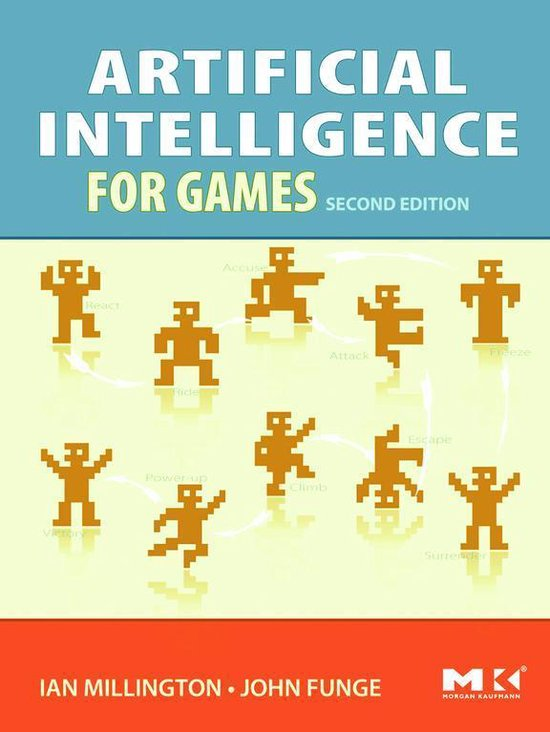 ARTIFICIAL
INTELLIGENCE
FOR GAMES SECOND EDITION
Accuse
React
Attack
Freeze
Ride
Escape
Power-up
Climb
Victory
Surrender
IAN MILLINGTON • JOHN FUNGE
MK®
MORGAN KAUFMANN